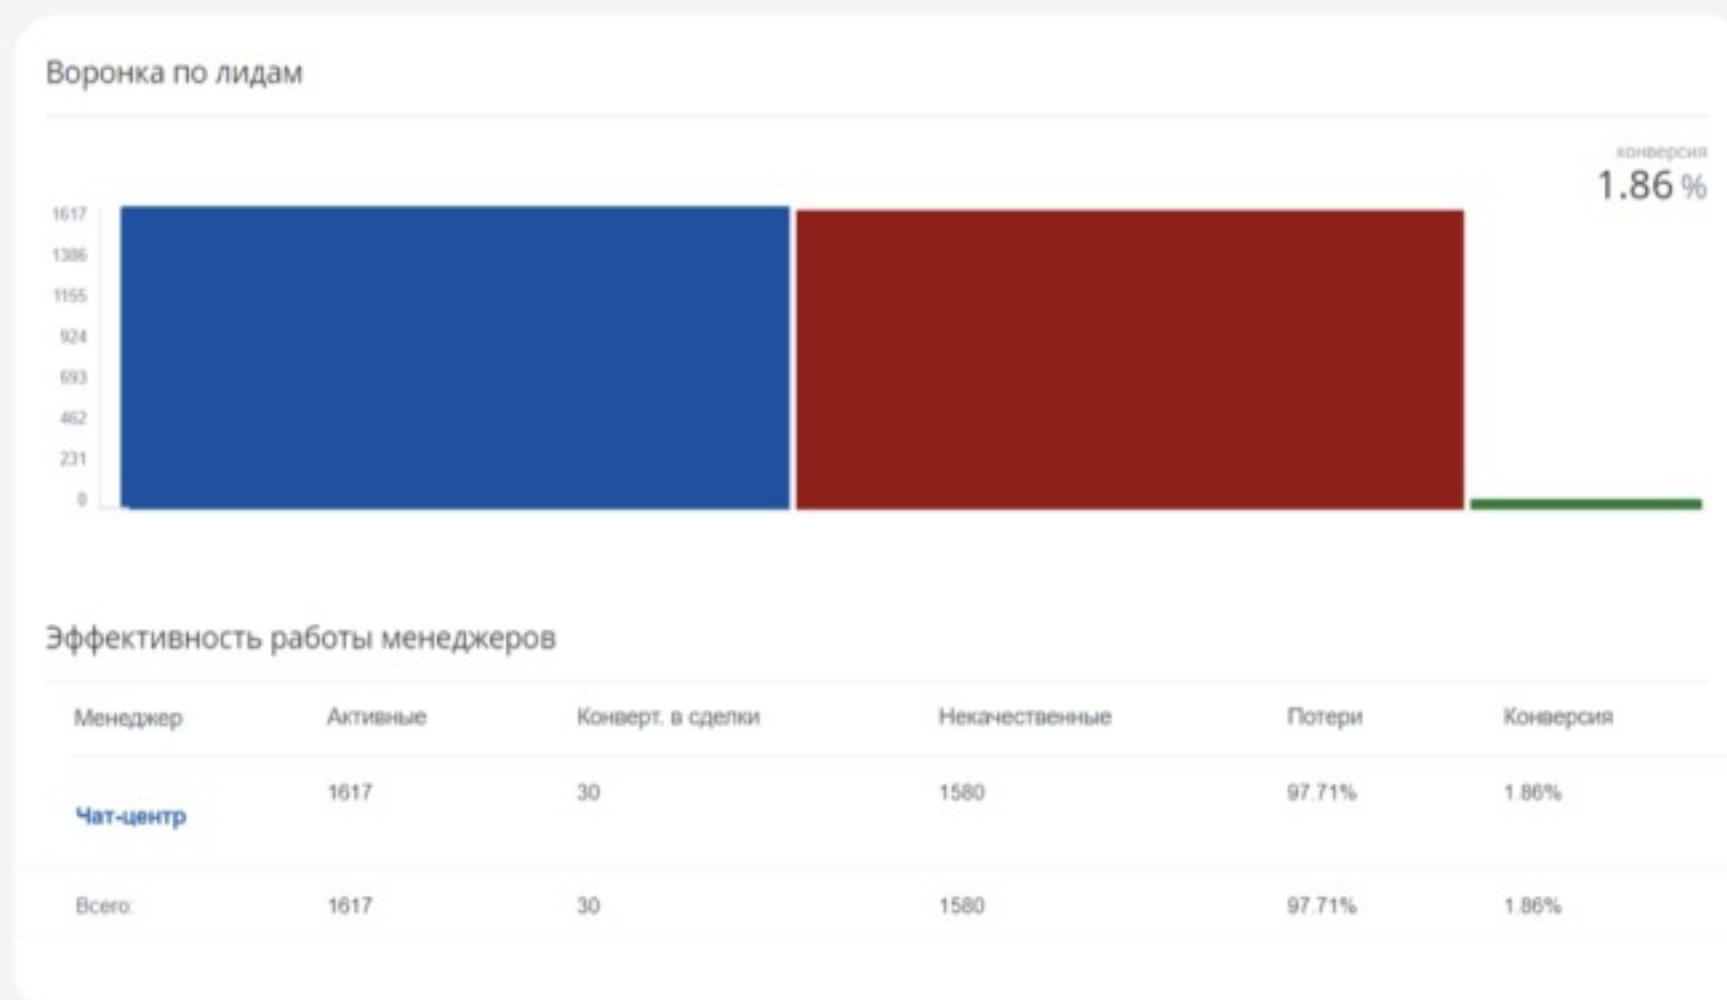 Воронка по лидам
конверсия
1.86 %
1617
1386
1155
924
693
462
231
0
Эффективность работы менеджеров
Менеджер Активные Конверт. в сделки Некачественные Потери Конверсия
Чат-центр 1617 30 1580 97.71% 1.86%
Всего: 1617 30 1580 97.71% 1.86%